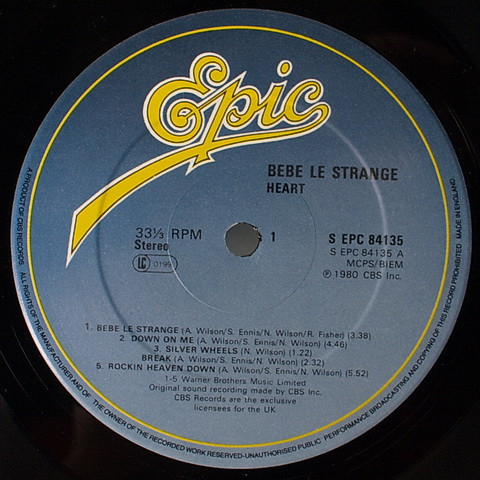 Epic
BEBE LE STRANGE
HEART
33⅓ RPM
Stereo
LC 0199
1
S EPC 84135
S EPC 84135 A
MCPS/BIEM
℗ 1980 CBS Inc.
1. BEBE LE STRANGE (A. Wilson/S. Ennis/N. Wilson/R. Fisher) (3.38)
2. DOWN ON ME (A. Wilson/S. Ennis/N. Wilson) (4.46)
3. SILVER WHEELS (N. Wilson) (1.22)
BREAK (A. Wilson/S. Ennis/N. Wilson) (2.32)
5. ROCKIN HEAVEN DOWN (A. Wilson/S. Ennis/N. Wilson) (5.52)
1-5 Warner Brothers Music Limited
Original sound recording made by CBS Inc.
CBS Records are the exclusive
licensees for the UK
A PRODUCT OF CBS RECORDS ALL RIGHTS OF THE MANUFACTURER AND OF THE OWNER OF THE RECORDED WORK RESERVED-UNAUTHORISED PUBLIC PERFORMANCE BROADCASTING AND COPYING OF THIS RECORD PROHIBITED MADE IN ENGLAND